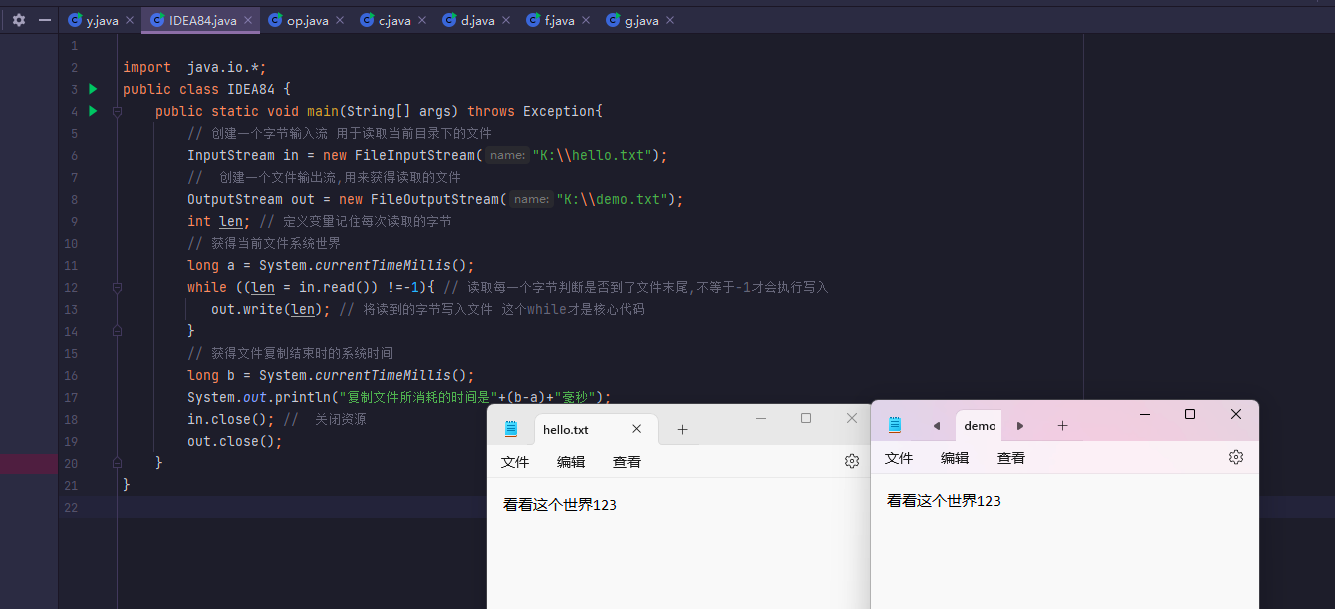 y.java IDEA84.java op.java c.java d.java f.java g.java
1
2 import  java.io.*;
3 public class IDEA84 {
4 public static void main(String[] args) throws Exception{
5 // 创建一个字节输入流 用于读取当前目录下的文件
6 InputStream in = new FileInputStream( name: "K:\\hello.txt");
7 //  创建一个文件输出流,用来获得读取的文件
8 OutputStream out = new FileOutputStream( name: "K:\\demo.txt");
9 int len; // 定义变量记住每次读取的字节
10 // 获得当前文件系统世界
11 long a = System.currentTimeMillis();
12 while ((len = in.read()) !=-1){ // 读取每一个字节判断是否到了文件末尾,不等于-1才会执行写入
13 out.write(len); // 将读到的字节写入文件 这个while才是核心代码
14 }
15 // 获得文件复制结束时的系统时间
16 long b = System.currentTimeMillis();
17 System.out.println("复制文件所消耗的时间是"+(b-a)+"毫秒");
18 in.close(); //  关闭资源
19 out.close();
20 }
21 }
22
hello.txt
文件 编辑 查看
看看这个世界123
demo
文件 编辑 查看
看看这个世界123